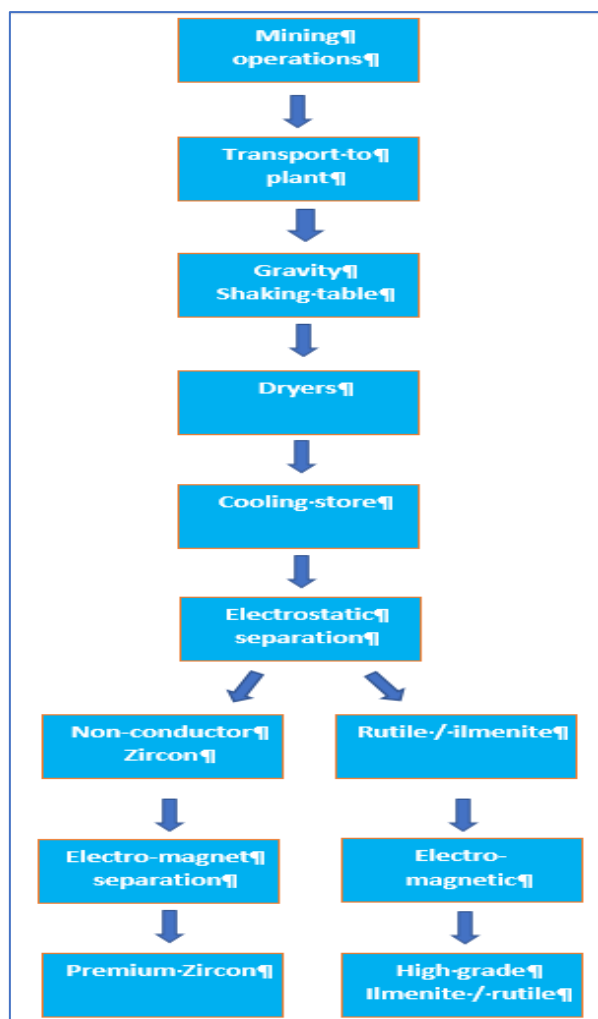 Mining¶
operations¶
Transport·to¶
plant¶
Gravity¶
Shaking·table¶
Dryers¶
Cooling·store¶
Electrostatic¶
separation¶
Non-conductor¶
Zircon¶
Rutile·/·ilmenite¶
Electro-magnet¶
separation¶
Electro-
magnetic¶
Premium·Zircon¶
High-grade¶
Ilmenite·/·rutile¶